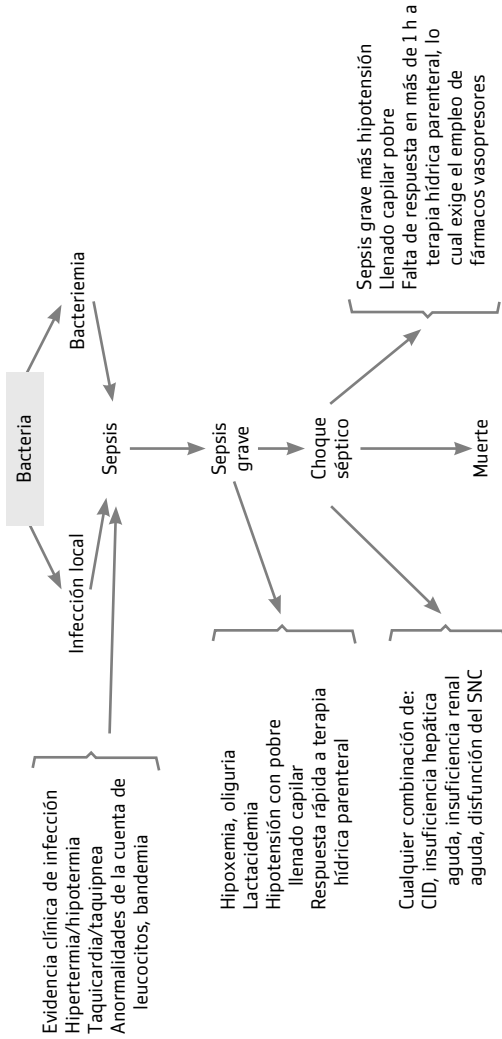 Bacteria
Infección local
Bacteriemia
Evidencia clínica de infección
Hipertermia/hipotermia
Taquicardia/taquipnea
Anormalidades de la cuenta de
leucocitos, bandemia
Sepsis
Sepsis
grave
Hipoxemia, oliguria
Lactacidemia
Hipotensión con pobre
llenado capilar
Respuesta rápida a terapia
hídrica parenteral
Choque
séptico
Cualquier combinación de:
CID, insuficiencia hepática
aguda, insuficiencia renal
aguda, disfunción del SNC
Sepsis grave más hipotensión
Llenado capilar pobre
Falta de respuesta en más de 1 h a
terapia hídrica parenteral, lo
cual exige el empleo de
fármacos vasopresores
Muerte